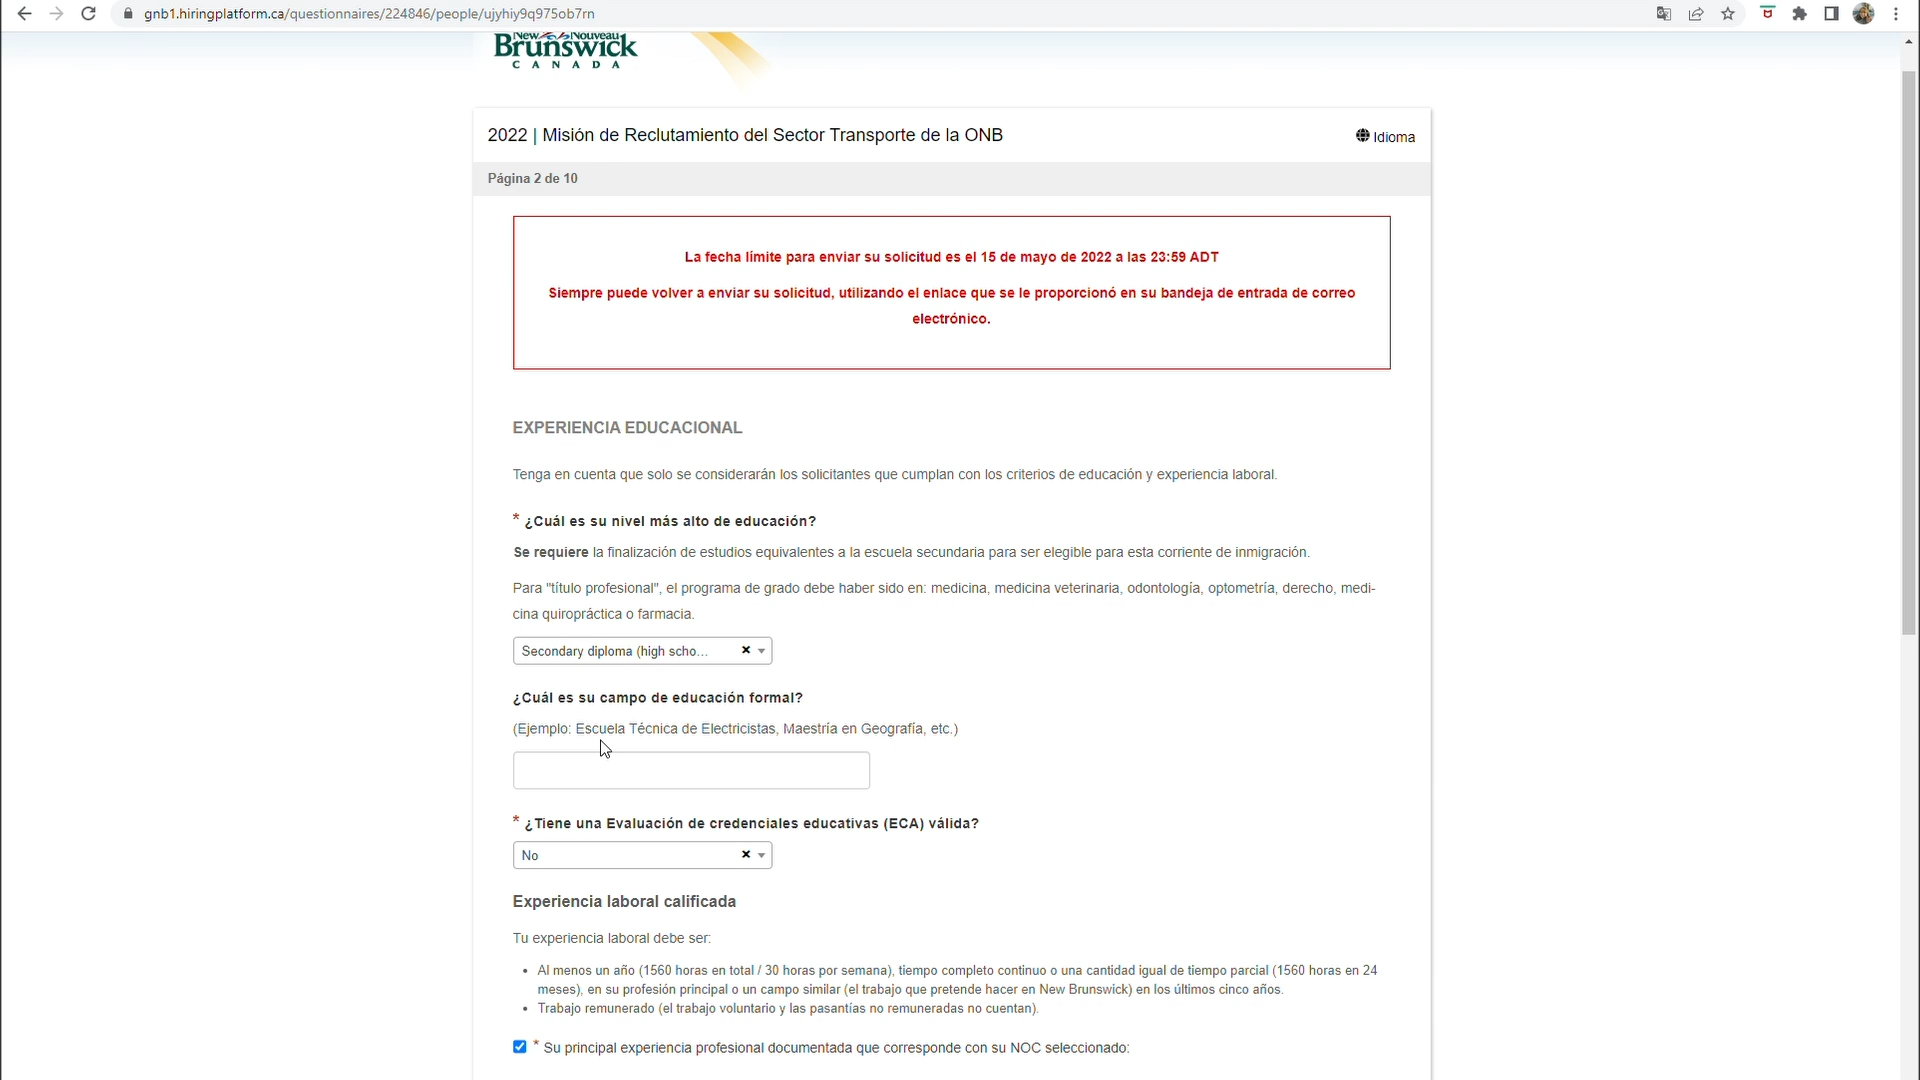 gnb1.hiringplatform.ca/questionnaires/224846/people/ujyhiy9q975ob7rn
New Nouveau
Brunswick
CANADA
2022 | Misión de Reclutamiento del Sector Transporte de la ONB
Idioma
Página 2 de 10
La fecha límite para enviar su solicitud es el 15 de mayo de 2022 a las 23:59 ADT
Siempre puede volver a enviar su solicitud, utilizando el enlace que se le proporcionó en su bandeja de entrada de correo
electrónico.
EXPERIENCIA EDUCACIONAL
Tenga en cuenta que solo se considerarán los solicitantes que cumplan con los criterios de educación y experiencia laboral.
* ¿Cuál es su nivel más alto de educación?
Se requiere la finalización de estudios equivalentes a la escuela secundaria para ser elegible para esta corriente de inmigración.
Para "título profesional", el programa de grado debe haber sido en: medicina, medicina veterinaria, odontología, optometría, derecho, medi-
cina quiropráctica o farmacia.
Secondary diploma (high scho...
¿Cuál es su campo de educación formal?
(Ejemplo: Escuela Técnica de Electricistas, Maestría en Geografía, etc.)
* ¿Tiene una Evaluación de credenciales educativas (ECA) válida?
No
Experiencia laboral calificada
Tu experiencia laboral debe ser:
• Al menos un año (1560 horas en total / 30 horas por semana), tiempo completo continuo o una cantidad igual de tiempo parcial (1560 horas en 24
meses), en su profesión principal o un campo similar (el trabajo que pretende hacer en New Brunswick) en los últimos cinco años.
• Trabajo remunerado (el trabajo voluntario y las pasantías no remuneradas no cuentan).
* Su principal experiencia profesional documentada que corresponde con su NOC seleccionado: